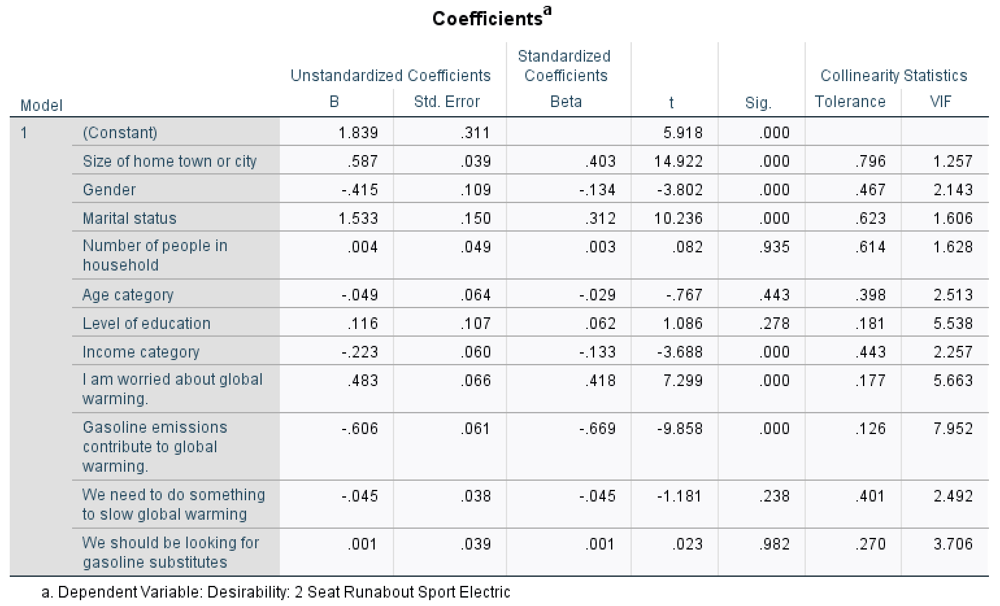 Coefficientsᵃ
Unstandardized Coefficients Standardized Coefficients Collinearity Statistics
Model B Std. Error Beta t Sig. Tolerance VIF
1 (Constant) 1.839 .311 5.918 .000
Size of home town or city .587 .039 .403 14.922 .000 .796 1.257
Gender -.415 .109 -.134 -3.802 .000 .467 2.143
Marital status 1.533 .150 .312 10.236 .000 .623 1.606
Number of people in .004 .049 .003 .082 .935 .614 1.628
household
Age category -.049 .064 -.029 -.767 .443 .398 2.513
Level of education .116 .107 .062 1.086 .278 .181 5.538
Income category -.223 .060 -.133 -3.688 .000 .443 2.257
I am worried about global .483 .066 .418 7.299 .000 .177 5.663
warming.
Gasoline emissions -.606 .061 -.669 -9.858 .000 .126 7.952
contribute to global
warming.
We need to do something -.045 .038 -.045 -1.181 .238 .401 2.492
to slow global warming
We should be looking for .001 .039 .001 .023 .982 .270 3.706
gasoline substitutes
a. Dependent Variable: Desirability: 2 Seat Runabout Sport Electric